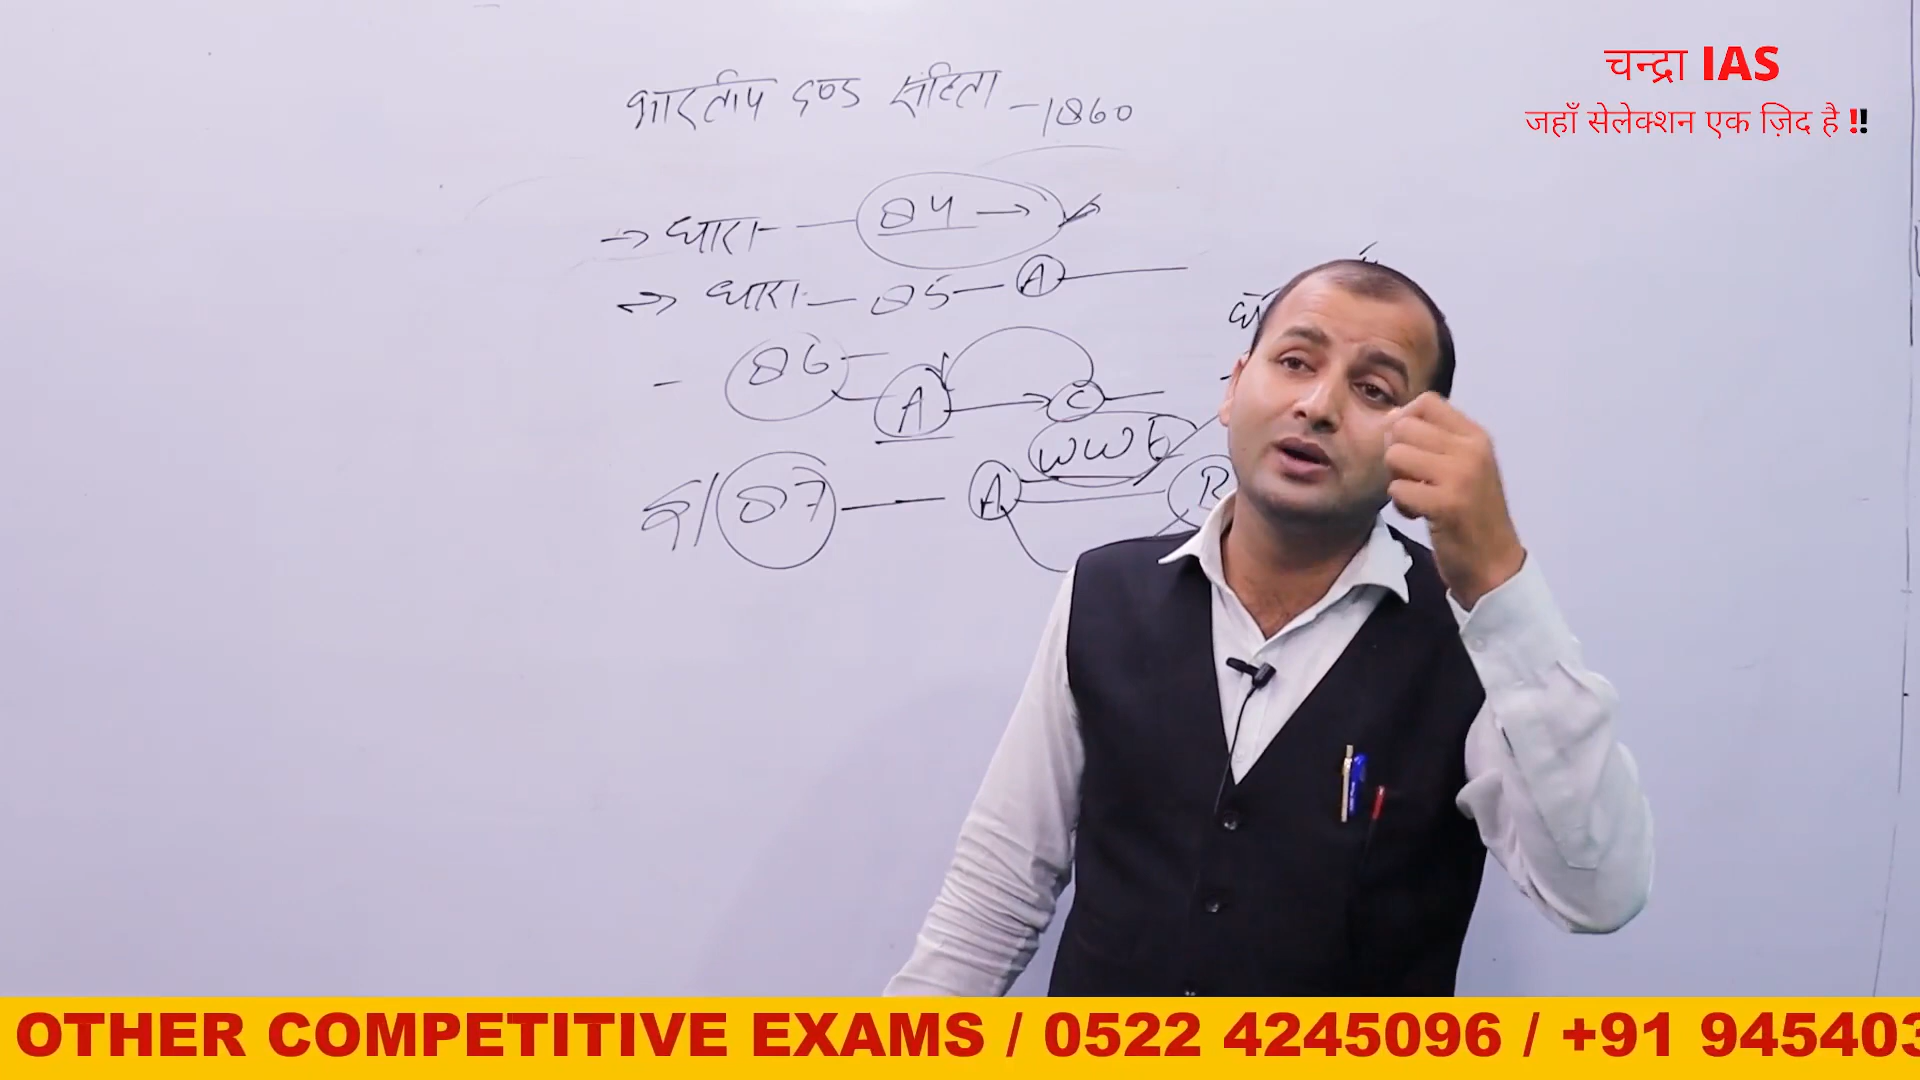 चन्द्रा IAS
जहाँ सेलेक्शन एक ज़िद है !!
भारतीय दण्ड संहिता - 1860
→ धारा - 84 →
→ धारा - 85 - A
- 86 - A → C
WWF
87 - A B
OTHER COMPETITIVE EXAMS / 0522 4245096 / +91 945403